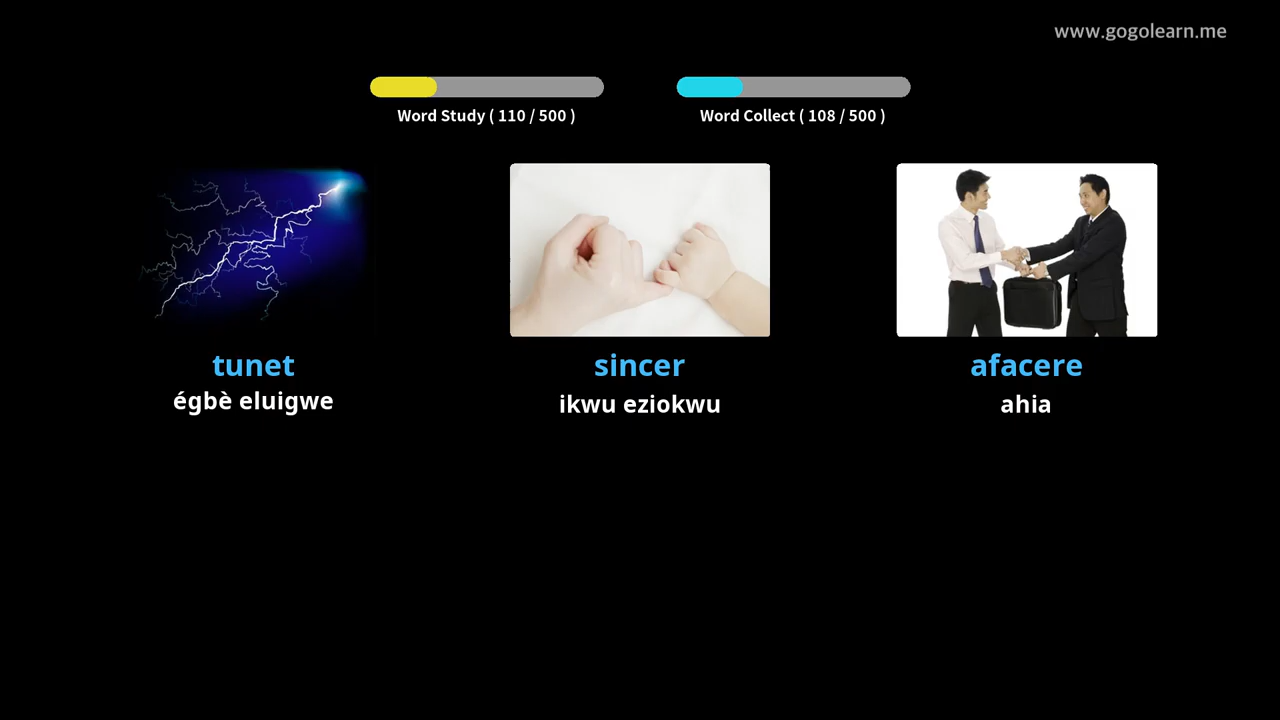 www.gogolearn.me
Word Study ( 110 / 500 )
Word Collect ( 108 / 500 )
tunet
égbè eluigwe
sincer
ikwu eziokwu
afacere
ahia